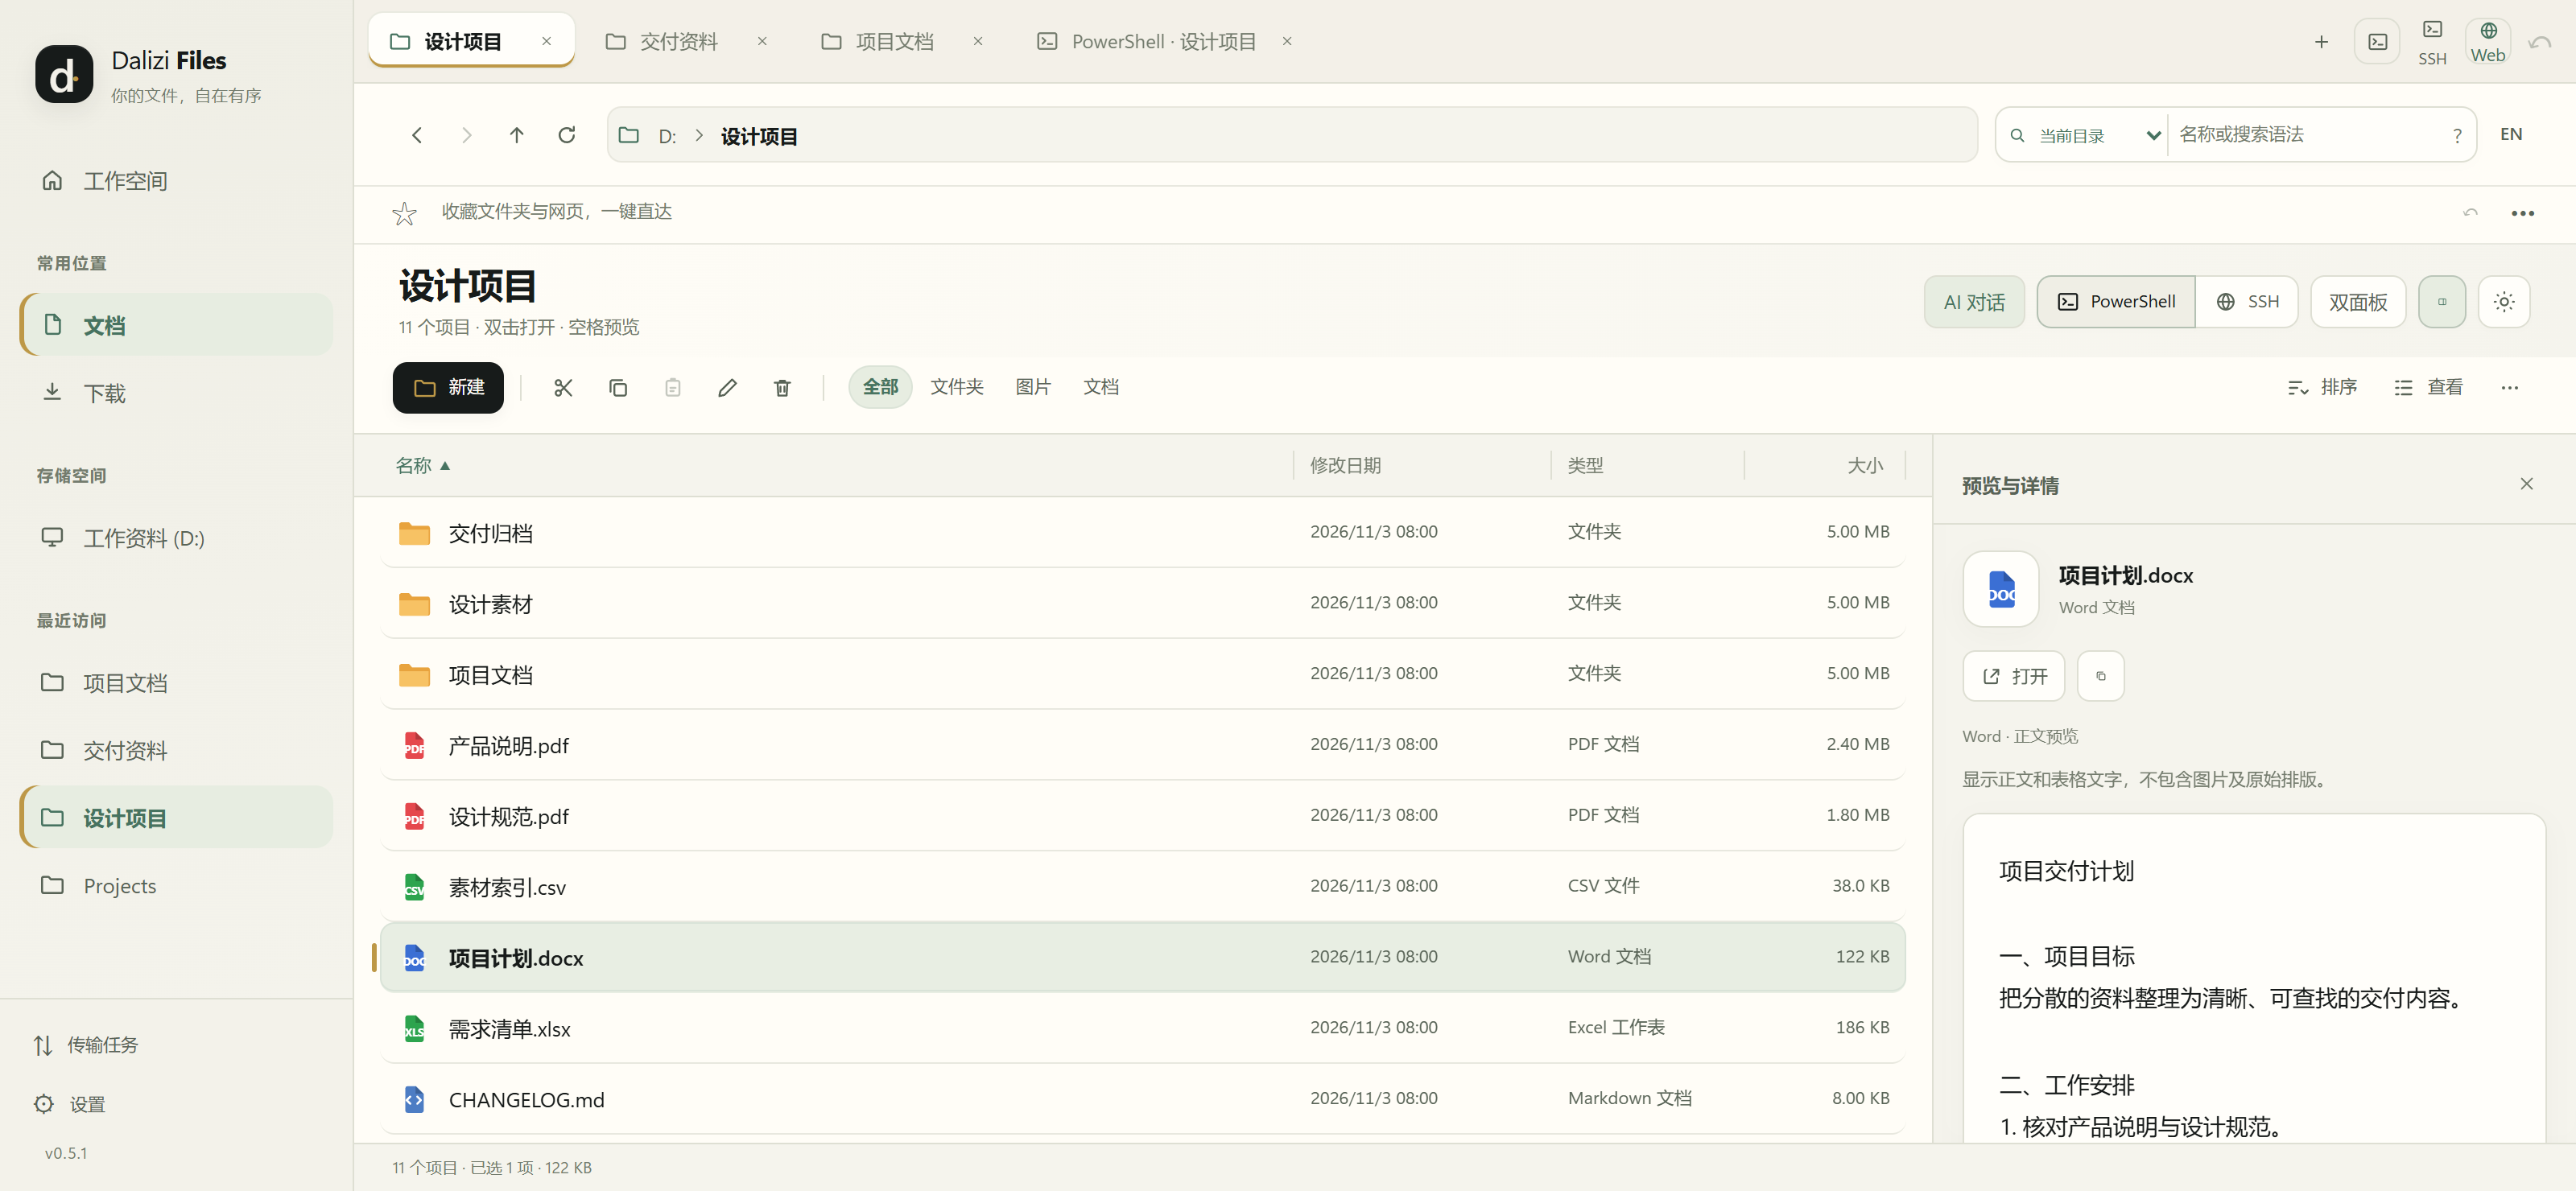 Dalizi Files
你的文件，自在有序
工作空间
常用位置
文档
下载
存储空间
工作资料 (D:)
最近访问
项目文档
交付资料
设计项目
Projects
传输任务
设置
v0.5.1
设计项目
交付资料
项目文档
PowerShell · 设计项目
SSH
Web
D:
设计项目
当前目录
名称或搜索语法
?
EN
收藏文件夹与网页，一键直达
设计项目
11 个项目 · 双击打开 · 空格预览
AI 对话
PowerShell
SSH
双面板
新建
全部
文件夹
图片
文档
排序
查看
名称 ▲
修改日期
类型
大小
交付归档 2026/11/3 08:00 文件夹 5.00 MB
设计素材 2026/11/3 08:00 文件夹 5.00 MB
项目文档 2026/11/3 08:00 文件夹 5.00 MB
PDF 产品说明.pdf 2026/11/3 08:00 PDF 文档 2.40 MB
PDF 设计规范.pdf 2026/11/3 08:00 PDF 文档 1.80 MB
CSV 素材索引.csv 2026/11/3 08:00 CSV 文件 38.0 KB
DOC 项目计划.docx 2026/11/3 08:00 Word 文档 122 KB
XLS 需求清单.xlsx 2026/11/3 08:00 Excel 工作表 186 KB
CHANGELOG.md 2026/11/3 08:00 Markdown 文档 8.00 KB
11 个项目 · 已选 1 项 · 122 KB
预览与详情
DOC
项目计划.docx
Word 文档
打开
Word · 正文预览
显示正文和表格文字，不包含图片及原始排版。
项目交付计划
一、项目目标
把分散的资料整理为清晰、可查找的交付内容。
二、工作安排
1. 核对产品说明与设计规范。